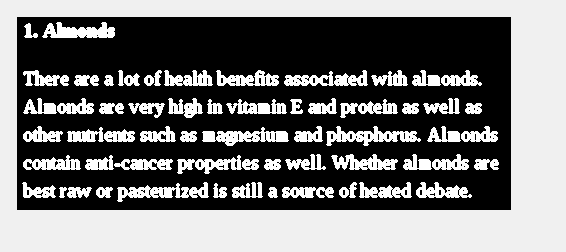 1. Almonds
There are a lot of health benefits associated with almonds.
Almonds are very high in vitamin E and protein as well as
other nutrients such as magnesium and phosphorus. Almonds
contain anti-cancer properties as well. Whether almonds are
best raw or pasteurized is still a source of heated debate.